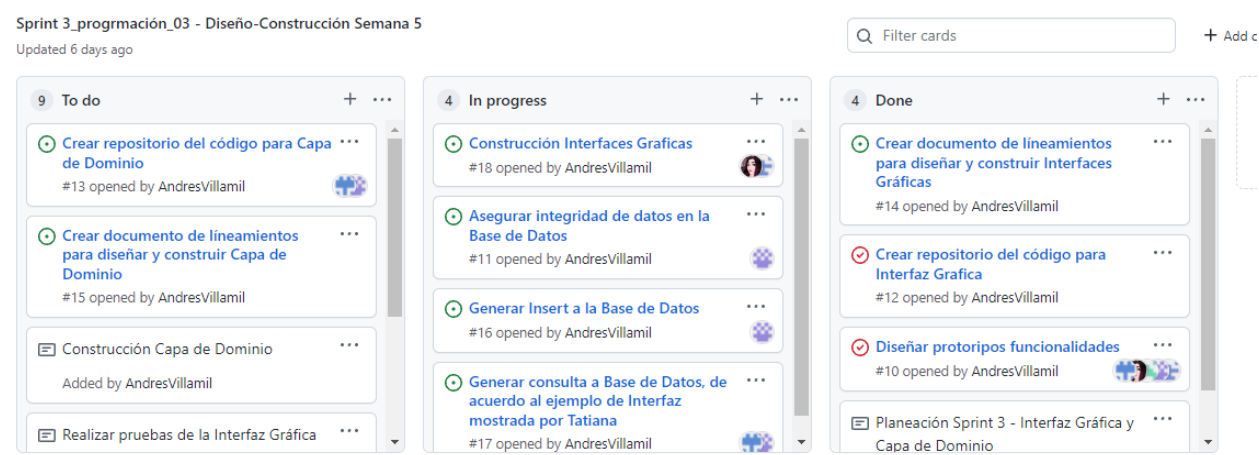 Sprint 3_progrmación_03 - Diseño-Construcción Semana 5
Updated 6 days ago
Filter cards
Add c
9 To do
Crear repositorio del código para Capa
de Dominio
#13 opened by AndresVillamil
Crear documento de líneamientos
para diseñar y construir Capa de
Dominio
#15 opened by AndresVillamil
Construcción Capa de Dominio
Added by AndresVillamil
Realizar pruebas de la Interfaz Gráfica
4 In progress
Construcción Interfaces Graficas
#18 opened by AndresVillamil
Asegurar integridad de datos en la
Base de Datos
#11 opened by AndresVillamil
Generar Insert a la Base de Datos
#16 opened by AndresVillamil
Generar consulta a Base de Datos, de
acuerdo al ejemplo de Interfaz
mostrada por Tatiana
#17 opened by AndresVillamil
4 Done
Crear documento de líneamientos
para diseñar y construir Interfaces
Gráficas
#14 opened by AndresVillamil
Crear repositorio del código para
Interfaz Grafica
#12 opened by AndresVillamil
Diseñar protoripos funcionalidades
#10 opened by AndresVillamil
Planeación Sprint 3 - Interfaz Gráfica y
Capa de Dominio